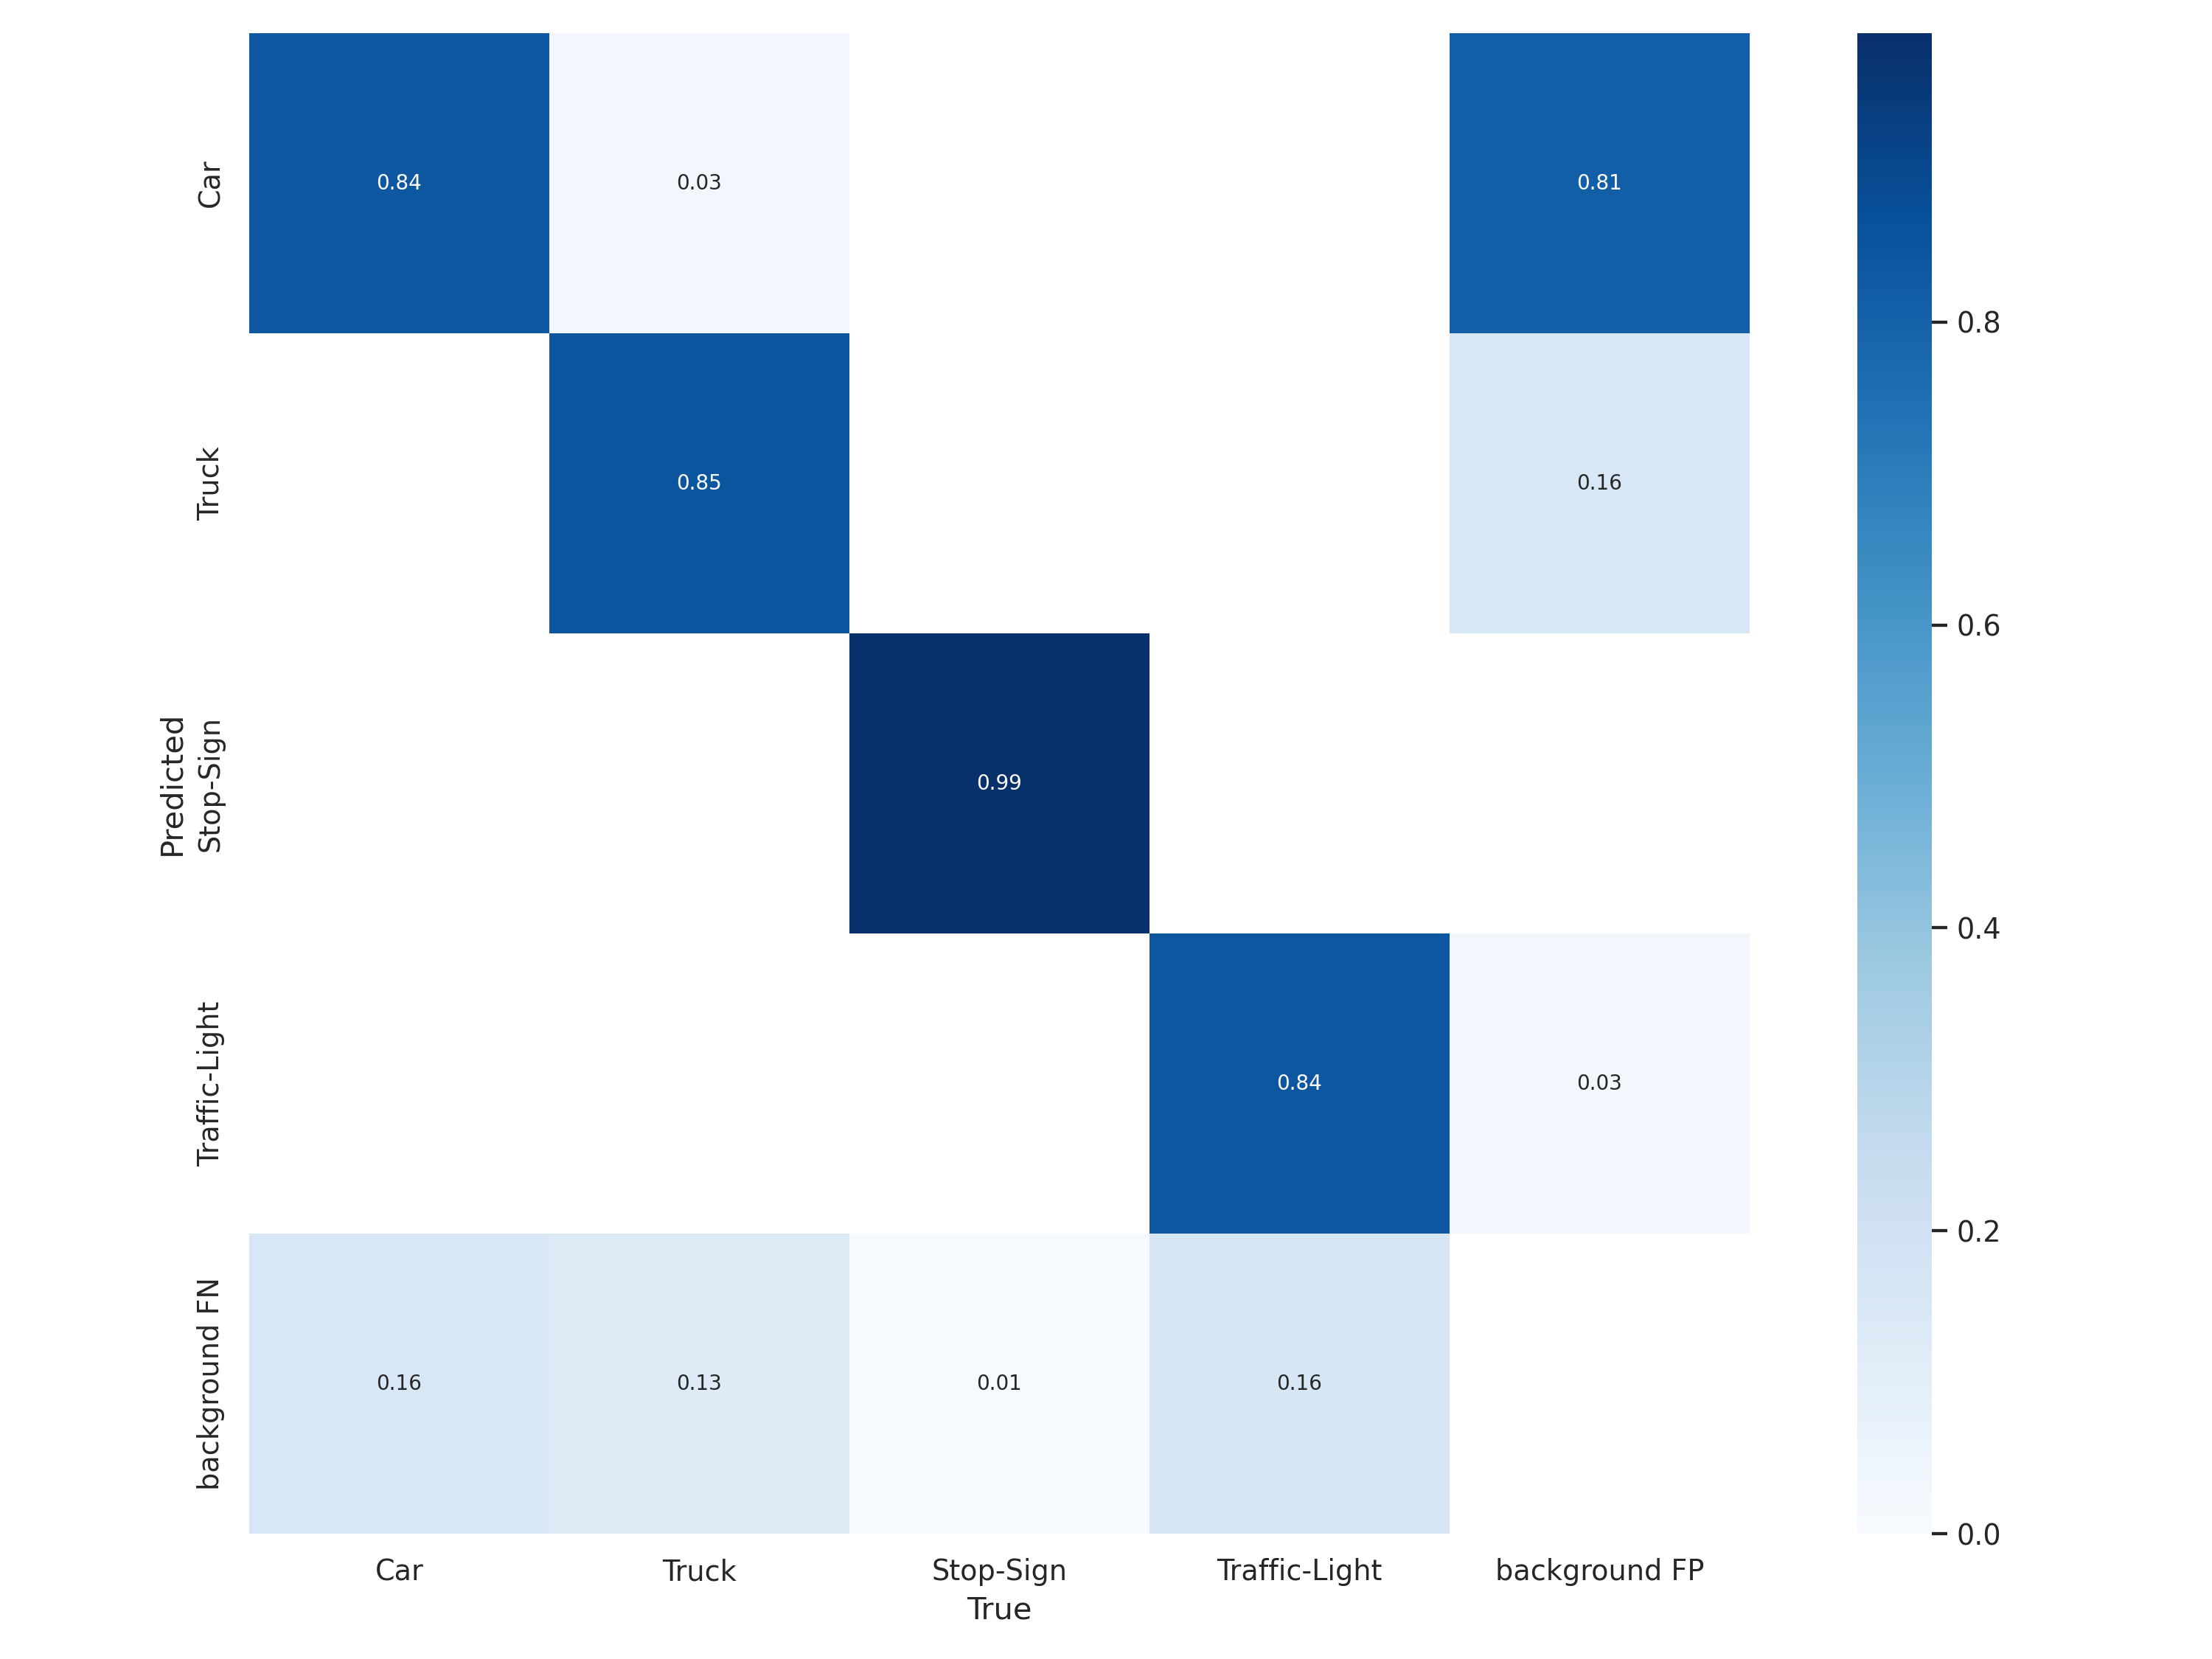 Car
0.84
0.03
0.81
0.8
Truck
0.85
0.16
0.6
Predicted
Stop-Sign
0.99
0.4
Traffic-Light
0.84
0.03
0.2
background FN
0.16
0.13
0.01
0.16
0.0
Car
Truck
Stop-Sign
Traffic-Light
background FP
True